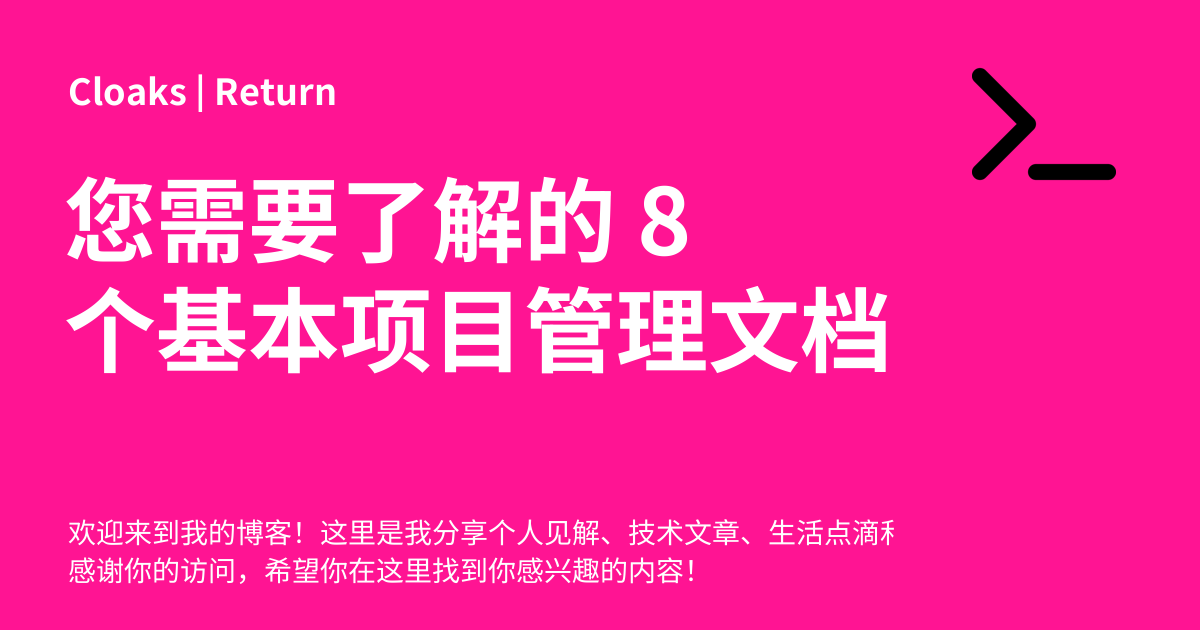 Cloaks | Return
您需要了解的 8
个基本项目管理文档
欢迎来到我的博客！这里是我分享个人见解、技术文章、生活点滴和
感谢你的访问，希望你在这里找到你感兴趣的内容！